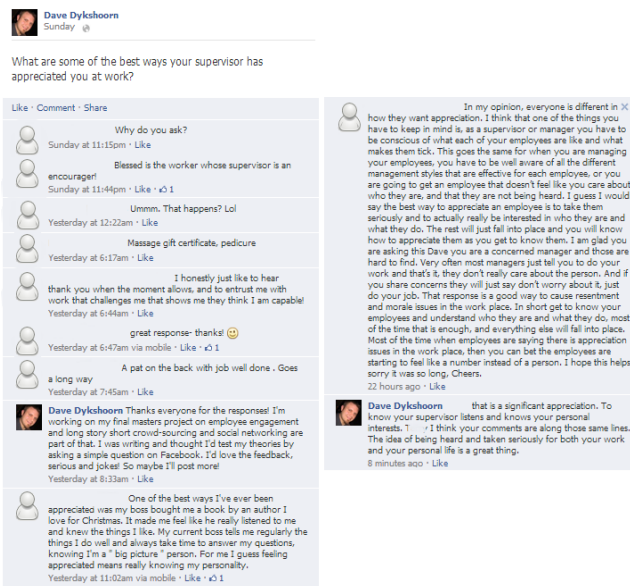 Dave Dykshoorn
Sunday
What are some of the best ways your supervisor has
appreciated you at work?
Like · Comment · Share
Why do you ask?
Sunday at 11:15pm · Like
Blessed is the worker whose supervisor is an
encourager!
Sunday at 11:44pm · Like · 1
Ummm. That happens? Lol
Yesterday at 12:22am · Like
Massage gift certificate, pedicure
Yesterday at 6:17am · Like
I honestly just like to hear
thank you when the moment allows, and to entrust me with
work that challenges me that shows me they think I am capable!
Yesterday at 6:44am · Like
great response- thanks!
Yesterday at 6:47am via mobile · Like · 1
A pat on the back with job well done . Goes
a long way
Yesterday at 7:45am · Like
Dave Dykshoorn Thanks everyone for the responses! I'm
working on my final masters project on employee engagement
and long story short crowd-sourcing and social networking are
part of that. I was writing and thought I'd test my theories by
asking a simple question on Facebook. I'd love the feedback,
serious and jokes! So maybe I'll post more!
Yesterday at 8:33am · Like
One of the best ways I've ever been
appreciated was my boss bought me a book by an author I
love for Christmas. It made me feel like he really listened to me
and knew the things I like. My current boss tells me regularly the
things I do well and always take time to answer my questions,
knowing I'm a " big picture " person. For me I guess feeling
appreciated means really knowing my personality.
Yesterday at 11:02am via mobile · Like · 1
In my opinion, everyone is different in
how they want appreciation. I think that one of the things you
have to keep in mind is, as a supervisor or manager you have to
be conscious of what each of your employees are like and what
makes them tick. This goes the same for when you are managing
your employees, you have to be well aware of all the different
management styles that are effective for each employee, or you
are going to get an employee that doesn't feel like you care about
who they are, and that they are not being heard. I guess I would
say the best way to appreciate an employee is to take them
seriously and to actually really be interested in who they are and
what they do. The rest will just fall into place and you will know
how to appreciate them as you get to know them. I am glad you
are asking this Dave you are a concerned manager and those are
hard to find. Very often most managers just tell you to do your
work and that's it, they don't really care about the person. And if
you share concerns they will just say don't worry about it, just
do your job. That response is a good way to cause resentment
and morale issues in the work place. In short get to know your
employees and understand who they are and what they do, most
of the time that is enough, and everything else will fall into place.
Most of the time when employees are saying there is appreciation
issues in the work place, then you can bet the employees are
starting to feel like a number instead of a person. I hope this helps
sorry it was so long, Cheers.
22 hours ago · Like
Dave Dykshoorn that is a significant appreciation. To
know your supervisor listens and knows your personal
interests. I think your comments are along those same lines.
The idea of being heard and taken seriously for both your work
and your personal life is a great thing.
8 minutes ago · Like